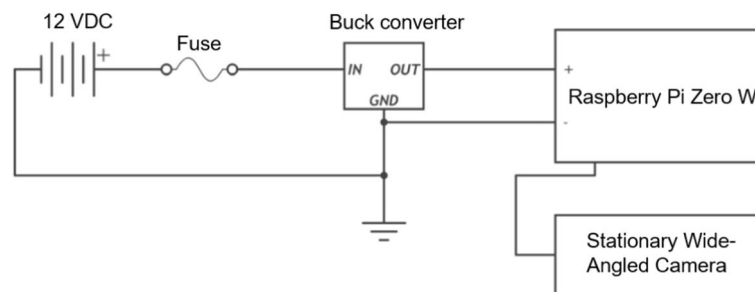 12 VDC
Fuse
Buck converter
+
IN OUT
GND
+
Raspberry Pi Zero W
-
Stationary Wide-
Angled Camera